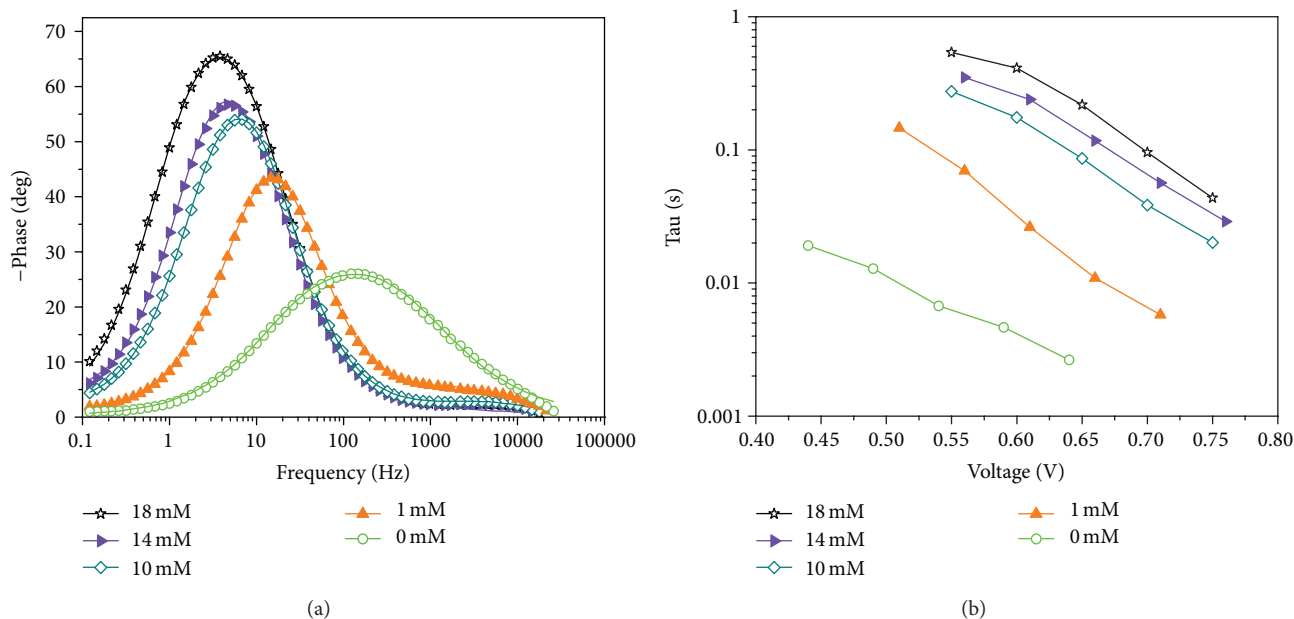 70
60
50
40
30
20
10
0
−Phase (deg)
0.1 1 10 100 1000 10000 100000
Frequency (Hz)
18 mM
14 mM
10 mM
1 mM
0 mM
(a)
1
0.1
0.01
0.001
Tau (s)
0.40 0.45 0.50 0.55 0.60 0.65 0.70 0.75 0.80
Voltage (V)
18 mM
14 mM
10 mM
1 mM
0 mM
(b)